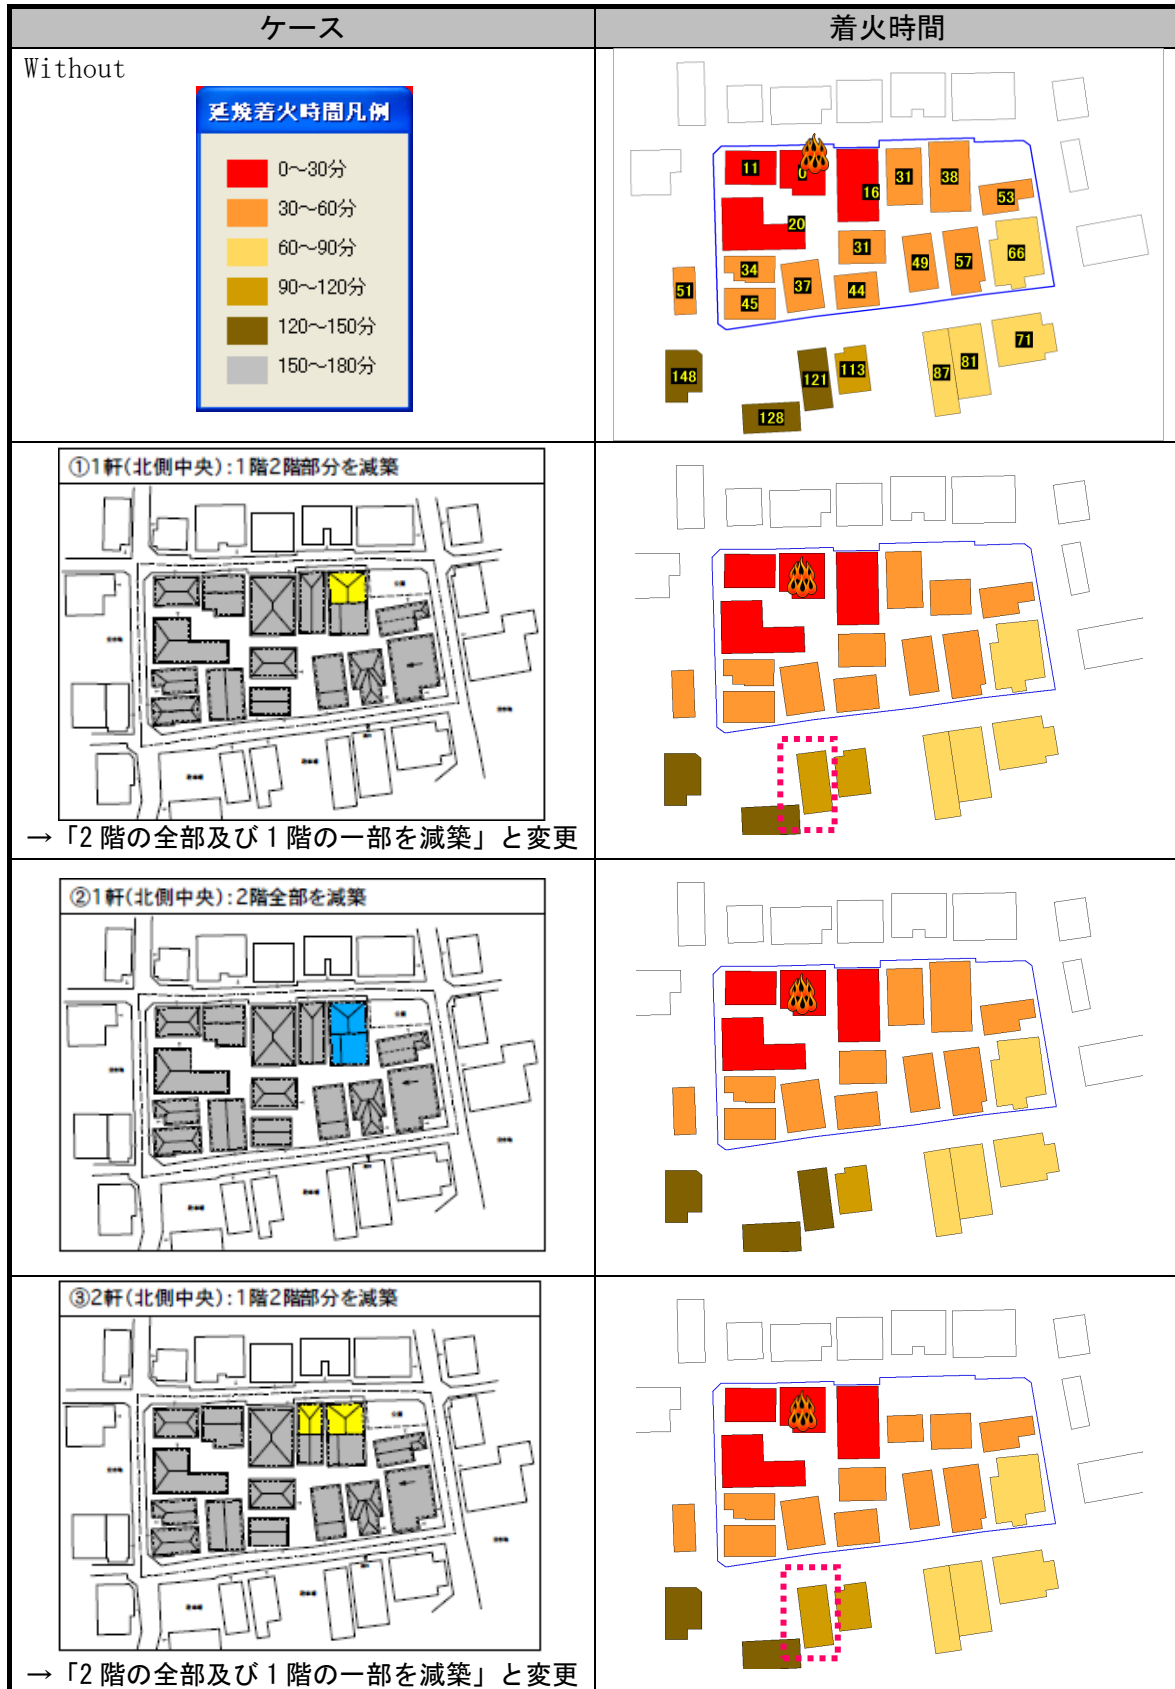 ケース
着火時間
Without
延焼着火時間凡例
0～30分
30～60分
60～90分
90～120分
120～150分
150～180分
11
0
16
31
38
53
20
31
49
57
66
34
37
44
45
51
71
81
87
113
121
128
148
①1軒(北側中央):1階2階部分を減築
公園
→「2階の全部及び1階の一部を減築」と変更
②1軒(北側中央):2階全部を減築
公園
③2軒(北側中央):1階2階部分を減築
公園
→「2階の全部及び1階の一部を減築」と変更